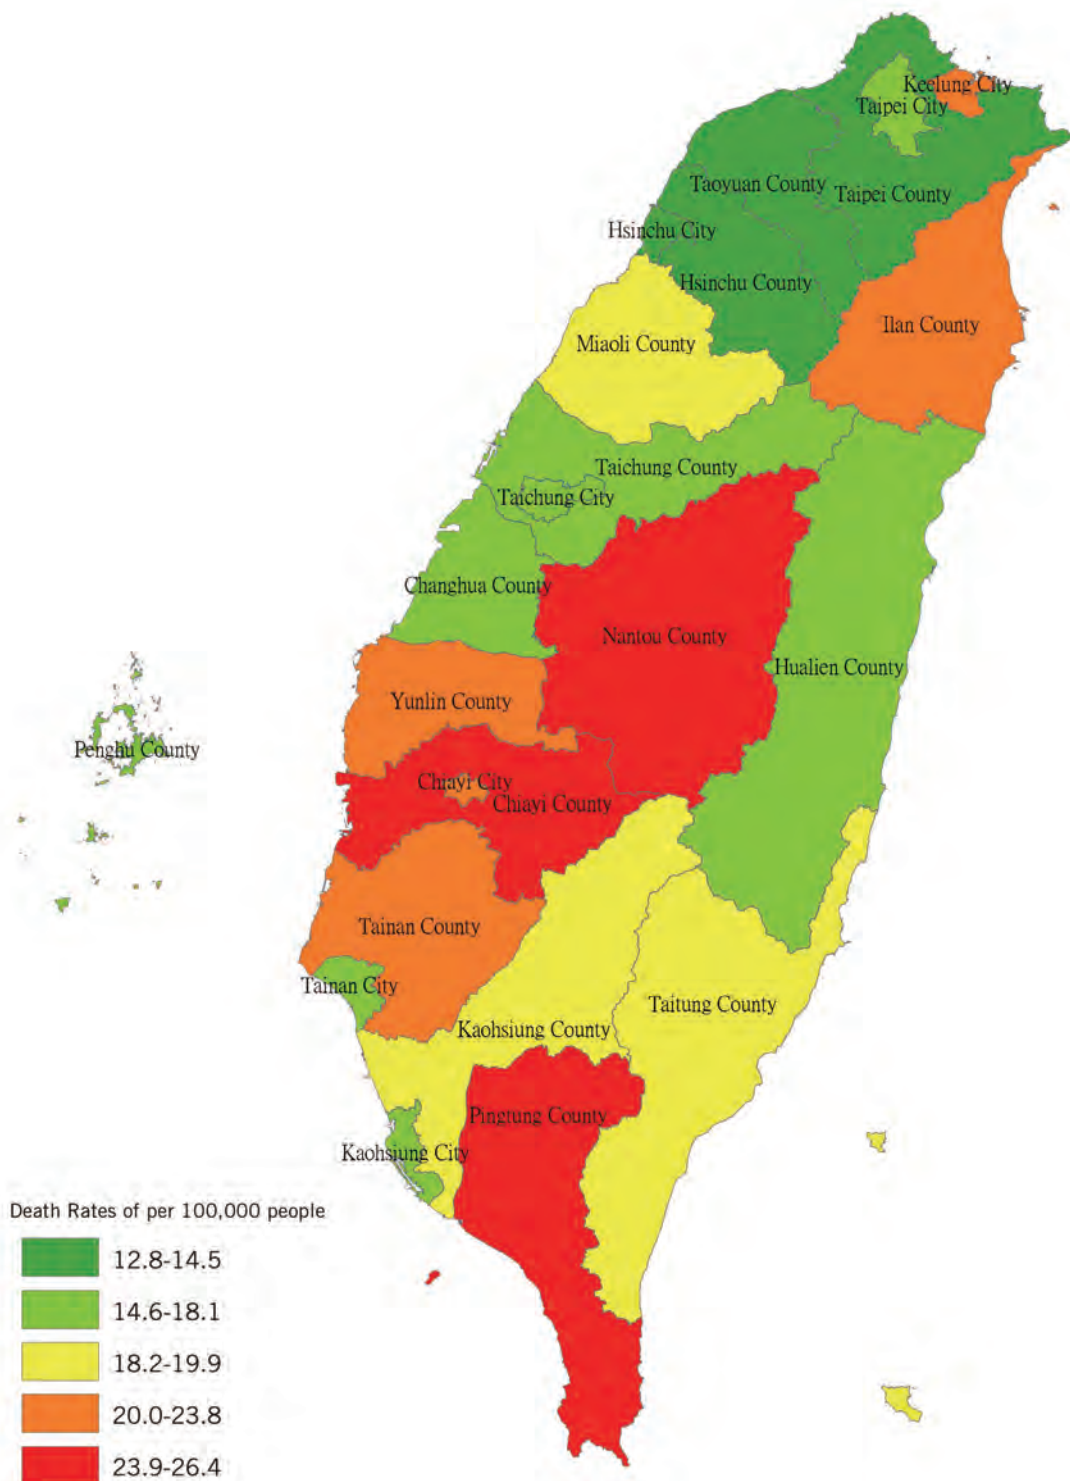 Keelung City
Taipei City
Taoyuan County
Taipei County
Hsinchu City
Hsinchu County
Ilan County
Miaoli County
Taichung County
Taichung City
Changhua County
Nantou County
Hualien County
Yunlin County
Penghu County
Chiayi City
Chiayi County
Tainan County
Tainan City
Taitung County
Kaohsiung County
Pingtung County
Kaohsiung City
Death Rates of per 100,000 people
12.8-14.5
14.6-18.1
18.2-19.9
20.0-23.8
23.9-26.4